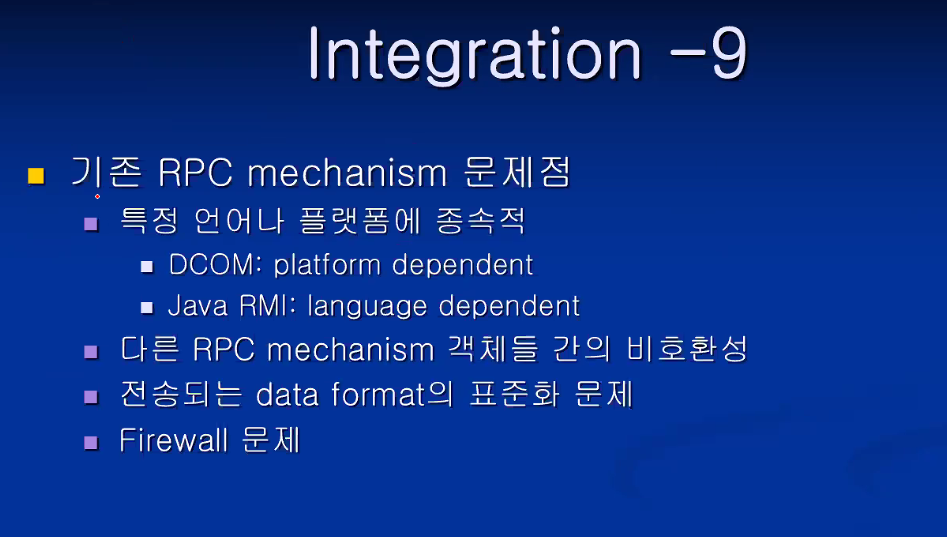 Integration -9
기존 RPC mechanism 문제점
특정 언어나 플랫폼에 종속적
DCOM: platform dependent
Java RMI: language dependent
다른 RPC mechanism 객체들 간의 비호환성
전송되는 data format의 표준화 문제
Firewall 문제